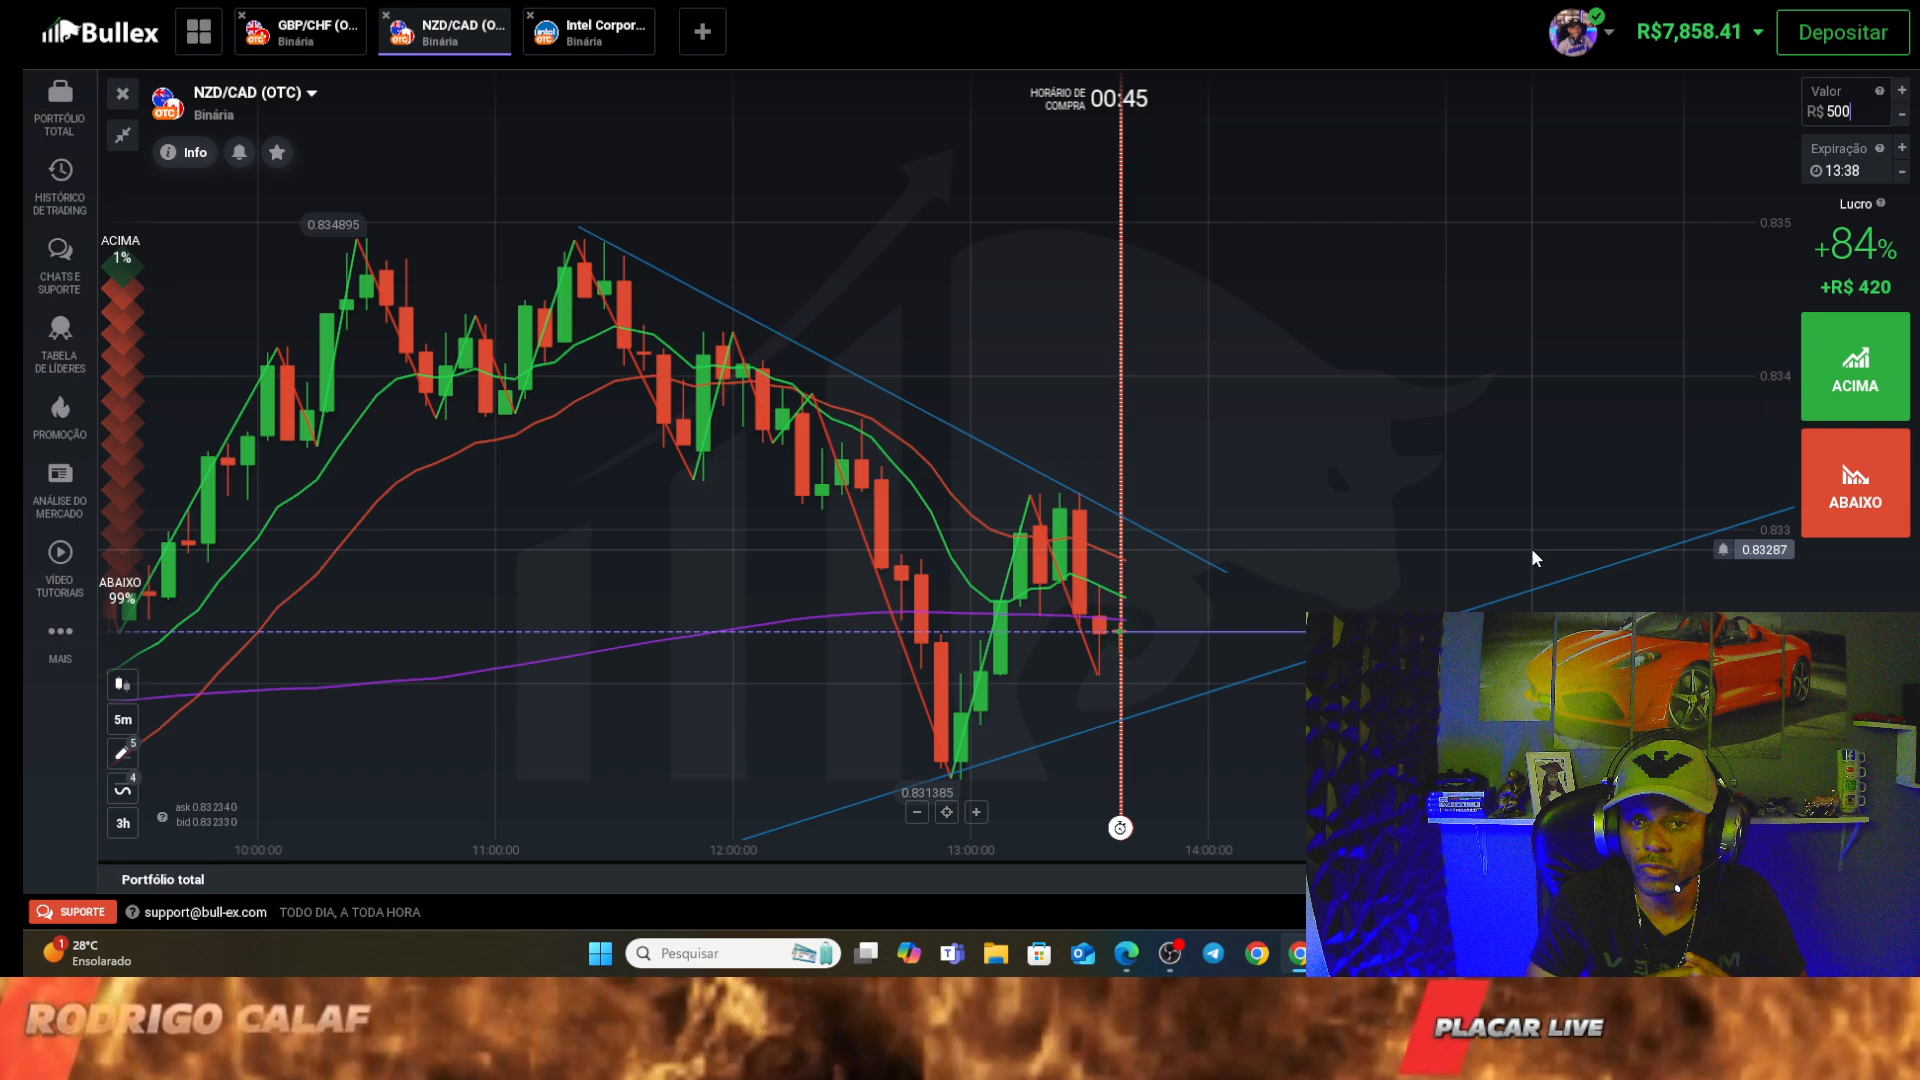 Bullex
GBP/CHF (O...
Binária
NZD/CAD (O...
Binária
Intel Corpor...
Binária
R$7,858.41
Depositar
PORTFÓLIO
TOTAL
HISTÓRICO
DE TRADING
CHATS E
SUPORTE
TABELA
DE LÍDERES
PROMOÇÃO
ANÁLISE DO
MERCADO
VÍDEO
TUTORIAIS
MAIS
NZD/CAD (OTC)
Binária
OTC
Info
HORÁRIO DE
COMPRA
00:45
Valor
R$ 500
Expiração
13:38
Lucro
+84%
+R$ 420
ACIMA
ABAIXO
ACIMA
1%
ABAIXO
99%
0.834895
0.835
0.834
0.833
0.83287
0.831385
5m
5
4
3h
ask 0.832340
bid 0.832330
10:00:00
11:00:00
12:00:00
13:00:00
14:00:00
Portfólio total
SUPORTE
support@bull-ex.com
TODO DIA, A TODA HORA
1
28°C
Ensolarado
Pesquisar
RODRIGO CALAF
PLACAR LIVE